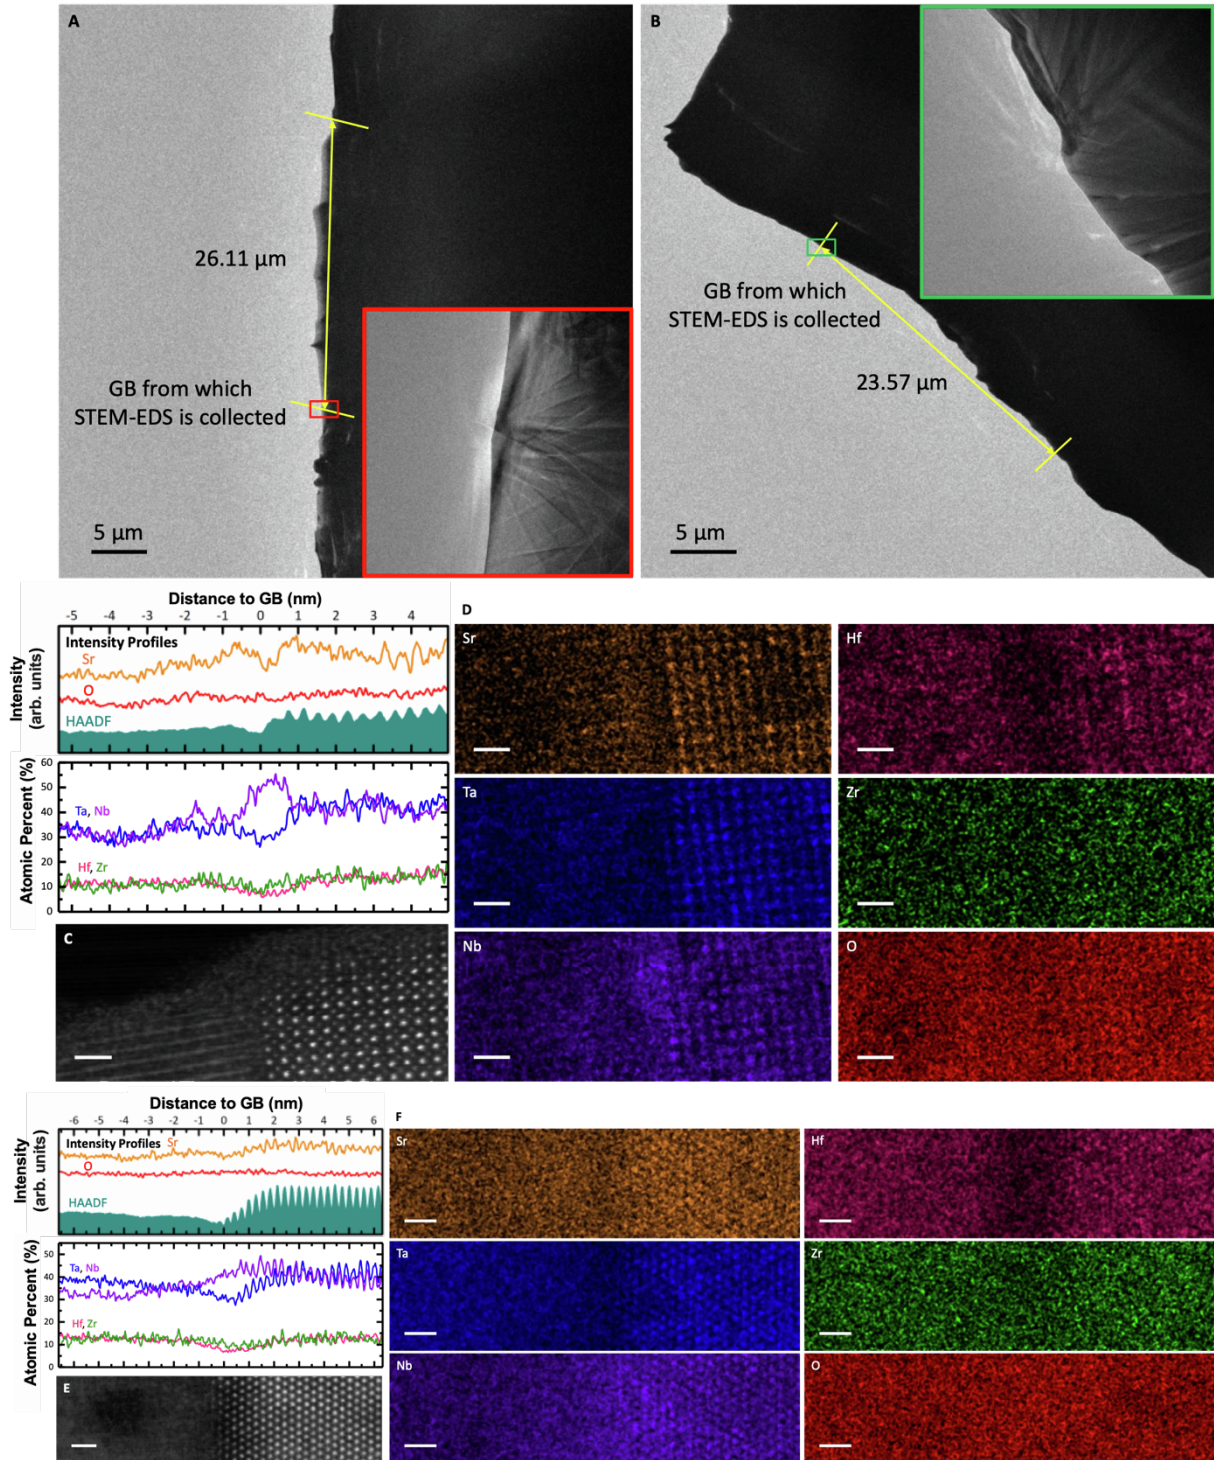 A
26.11 µm
GB from which
STEM-EDS is collected
5 µm
B
GB from which
STEM-EDS is collected
23.57 µm
5 µm
Distance to GB (nm)
-5 -4 -3 -2 -1 0 1 2 3 4
Intensity
(arb. units)
Intensity Profiles
Sr
O
HAADF
Atomic Percent (%)
60
50
40
30
20
10
0
Ta, Nb
Hf, Zr
C
D
Sr
Hf
Ta
Zr
Nb
O
Distance to GB (nm)
-6 -5 -4 -3 -2 -1 0 1 2 3 4 5 6
Intensity
(arb. units)
Intensity Profiles Sr
O
HAADF
Atomic Percent (%)
50
40
30
20
10
0
Ta, Nb
Hf, Zr
E
F
Sr
Hf
Ta
Zr
Nb
O